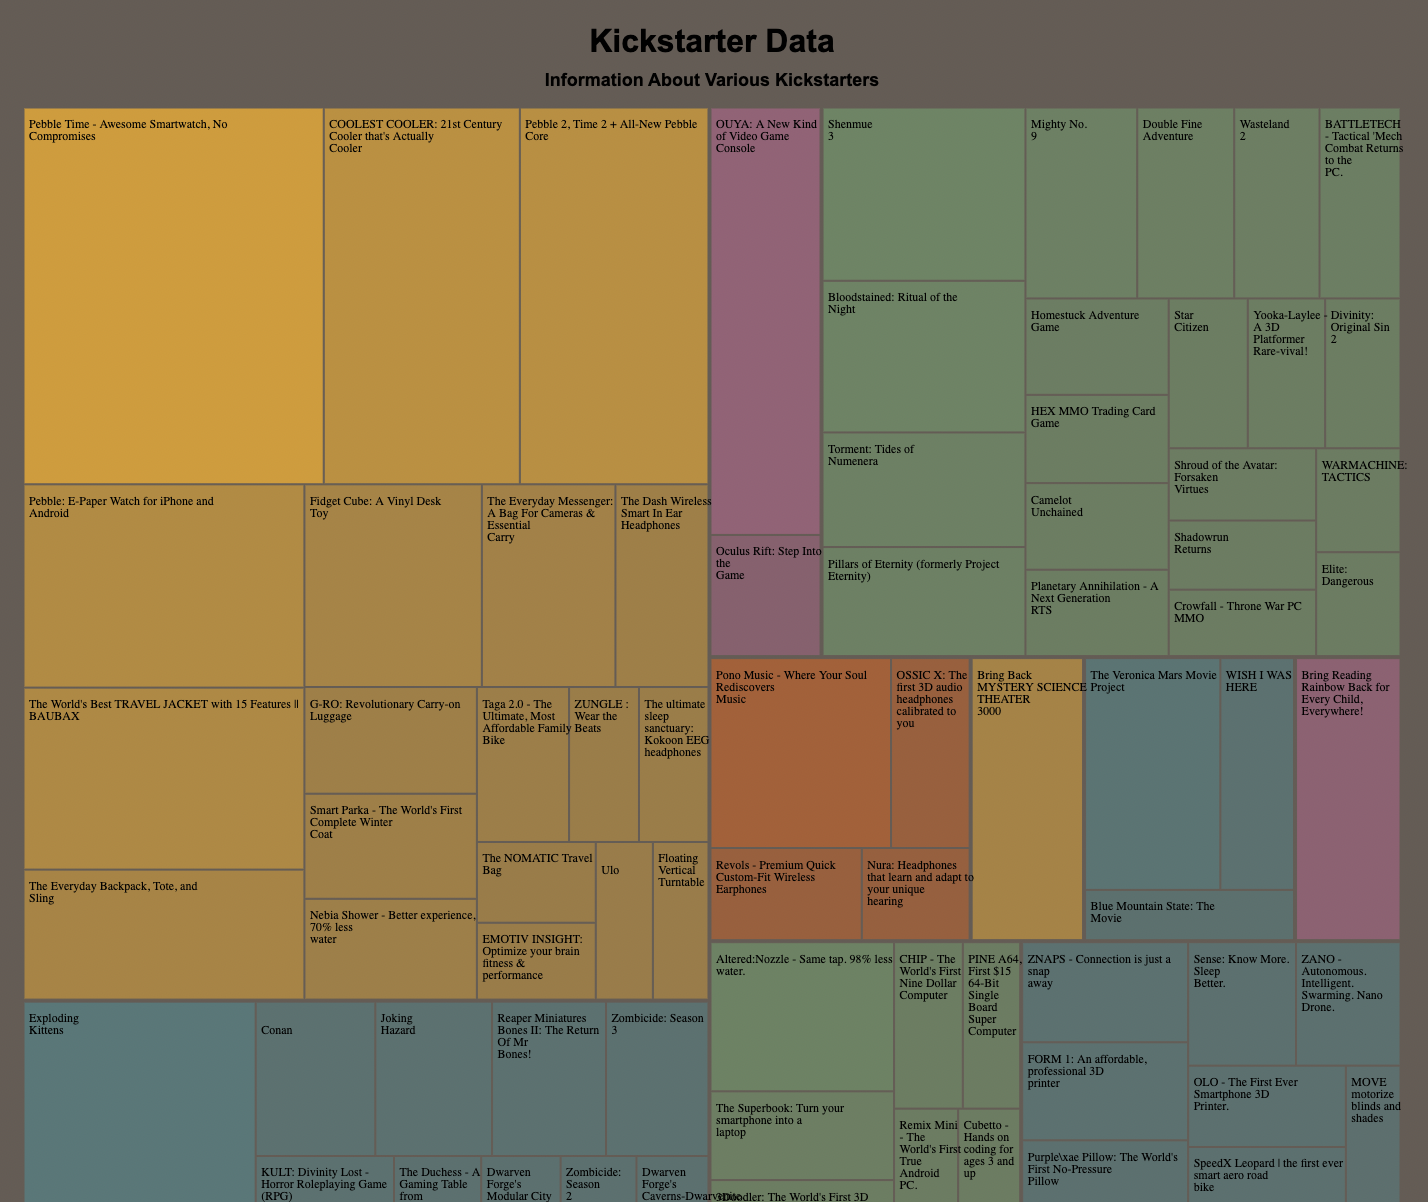 Kickstarter Data
Information About Various Kickstarters
Pebble Time - Awesome Smartwatch, No
Compromises
COOLEST COOLER: 21st Century
Cooler that's Actually
Cooler
Pebble 2, Time 2 + All-New Pebble
Core
Pebble: E-Paper Watch for iPhone and
Android
Fidget Cube: A Vinyl Desk
Toy
The Everyday Messenger:
A Bag For Cameras &
Essential
Carry
The Dash Wireless
Smart In Ear
Headphones
The World's Best TRAVEL JACKET with 15 Features ||
BAUBAX
The Everyday Backpack, Tote, and
Sling
G-RO: Revolutionary Carry-on
Luggage
Smart Parka - The World's First
Complete Winter
Coat
Nebia Shower - Better experience,
70% less
water
Taga 2.0 - The
Ultimate, Most
Affordable Family
Bike
ZUNGLE :
Wear the
Beats
The ultimate
sleep
sanctuary:
Kokoon EEG
headphones
The NOMATIC Travel
Bag
EMOTIV INSIGHT:
Optimize your brain
fitness &
performance
Ulo
Floating
Vertical
Turntable
Exploding
Kittens
Conan
Joking
Hazard
Reaper Miniatures
Bones II: The Return
Of Mr
Bones!
Zombicide: Season
3
KULT: Divinity Lost -
Horror Roleplaying Game
(RPG)
The Duchess - A
Gaming Table
from
Dwarven
Forge's
Modular City
Zombicide:
Season
2
Dwarven
Forge's
Caverns-Dwarvenite
OUYA: A New Kind
of Video Game
Console
Oculus Rift: Step Into
the
Game
Shenmue
3
Bloodstained: Ritual of the
Night
Torment: Tides of
Numenera
Pillars of Eternity (formerly Project
Eternity)
Mighty No.
9
Double Fine
Adventure
Wasteland
2
BATTLETECH
- Tactical 'Mech
Combat Returns
to the
PC.
Homestuck Adventure
Game
HEX MMO Trading Card
Game
Camelot
Unchained
Planetary Annihilation - A
Next Generation
RTS
Star
Citizen
Yooka-Laylee -
A 3D
Platformer
Rare-vival!
Divinity:
Original Sin
2
Shroud of the Avatar:
Forsaken
Virtues
Shadowrun
Returns
Crowfall - Throne War PC
MMO
WARMACHINE:
TACTICS
Elite:
Dangerous
Pono Music - Where Your Soul
Rediscovers
Music
OSSIC X: The
first 3D audio
headphones
calibrated to
you
Revols - Premium Quick
Custom-Fit Wireless
Earphones
Nura: Headphones
that learn and adapt to
your unique
hearing
Bring Back
MYSTERY SCIENCE
THEATER
3000
The Veronica Mars Movie
Project
WISH I WAS
HERE
Blue Mountain State: The
Movie
Bring Reading
Rainbow Back for
Every Child,
Everywhere!
Altered:Nozzle - Same tap. 98% less
water.
The Superbook: Turn your
smartphone into a
laptop
3Doodler: The World's First 3D
CHIP - The
World's First
Nine Dollar
Computer
PINE A64,
First $15
64-Bit
Single
Board
Super
Computer
Remix Mini
- The
World's First
True
Android
PC.
Cubetto -
Hands on
coding for
ages 3 and
up
ZNAPS - Connection is just a
snap
away
FORM 1: An affordable,
professional 3D
printer
Purple\xae Pillow: The World's
First No-Pressure
Pillow
Sense: Know More.
Sleep
Better.
ZANO -
Autonomous.
Intelligent.
Swarming. Nano
Drone.
OLO - The First Ever
Smartphone 3D
Printer.
SpeedX Leopard | the first ever
smart aero road
bike
MOVE
motorize
blinds and
shades